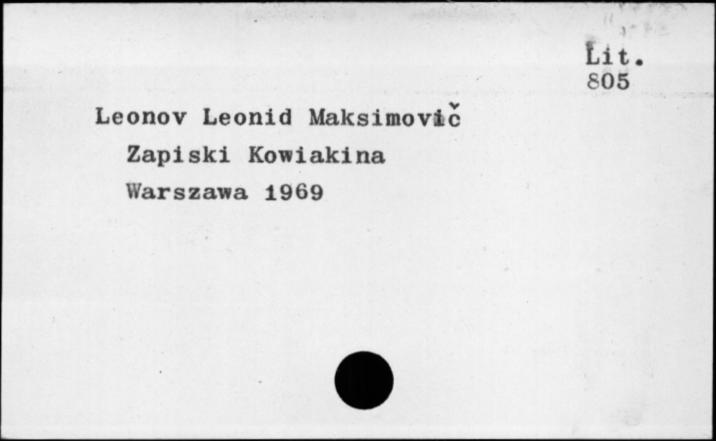 Lit.
805
Leonov Leonid Maksimovič
Zapiski Kowiakina
Warszawa 1969